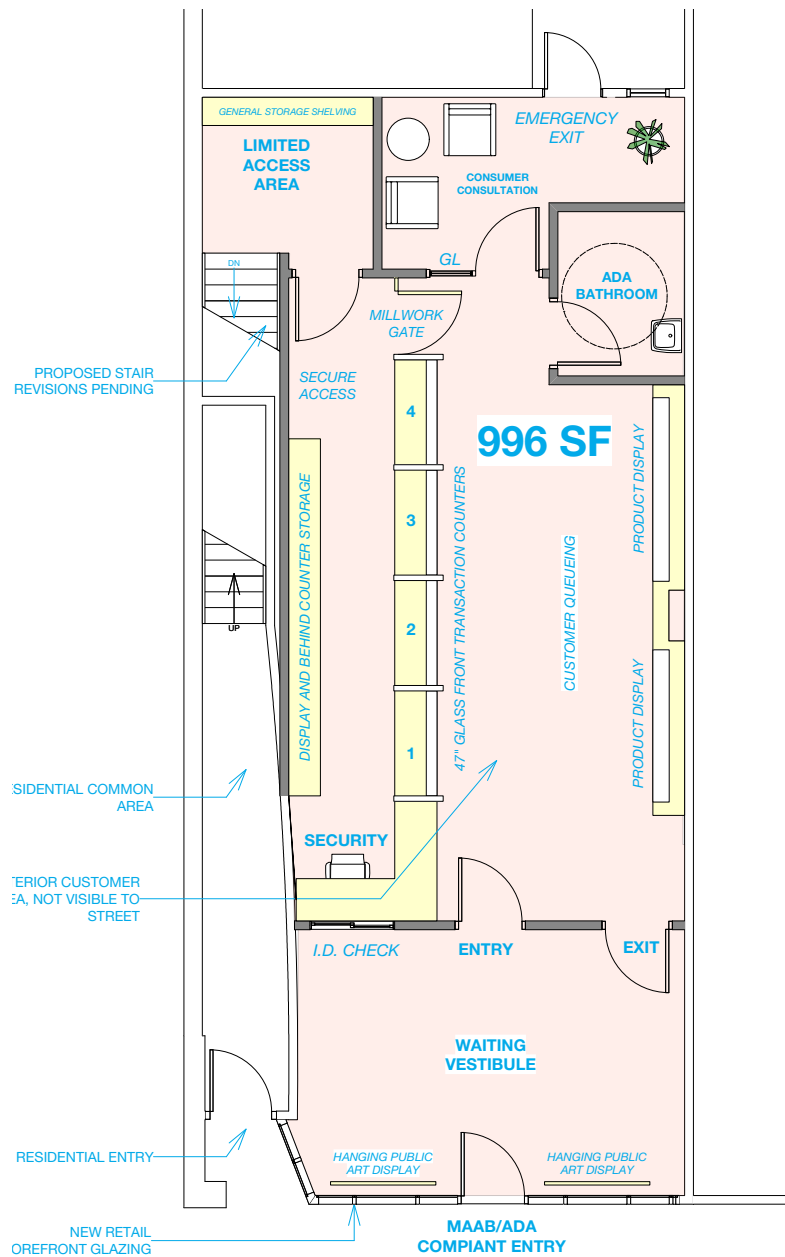 GENERAL STORAGE SHELVING
LIMITED
ACCESS
AREA
EMERGENCY
EXIT
CONSUMER
CONSULTATION
GL
ADA
BATHROOM
DN
MILLWORK
GATE
PROPOSED STAIR
REVISIONS PENDING
SECURE
ACCESS
4
996 SF
PRODUCT DISPLAY
3
47" GLASS FRONT TRANSACTION COUNTERS
CUSTOMER QUEUEING
DISPLAY AND BEHIND COUNTER STORAGE
2
UP
PRODUCT DISPLAY
1
SIDENTIAL COMMON
AREA
SECURITY
TERIOR CUSTOMER
EA, NOT VISIBLE TO
STREET
I.D. CHECK
ENTRY
EXIT
WAITING
VESTIBULE
RESIDENTIAL ENTRY
HANGING PUBLIC
ART DISPLAY
HANGING PUBLIC
ART DISPLAY
NEW RETAIL
OREFRONT GLAZING
MAAB/ADA
COMPIANT ENTRY